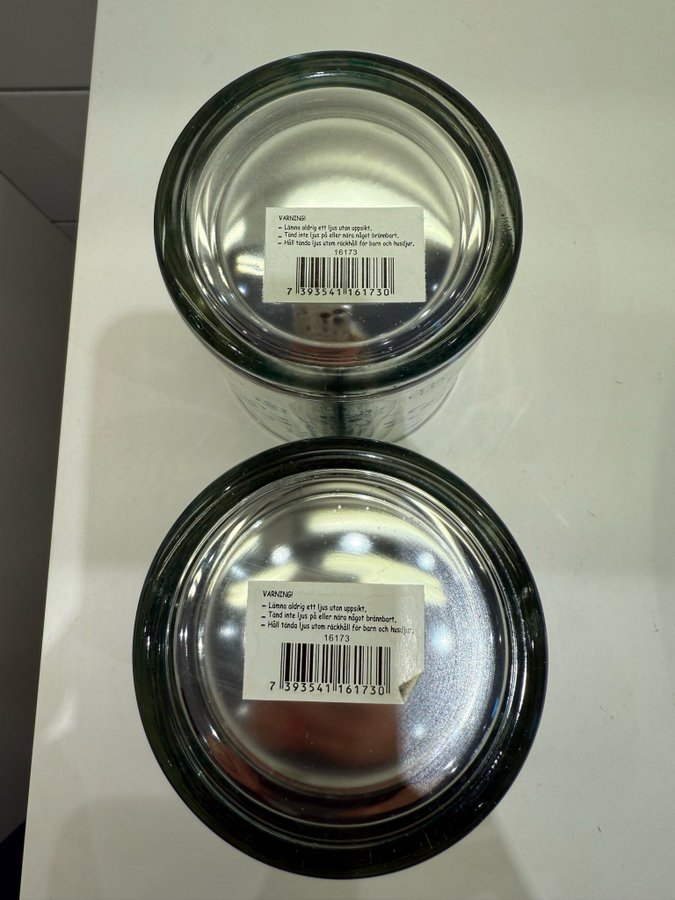 VARNING!
- Lämna aldrig ett ljus utan uppsikt.
- Tänd inte ljus på eller nära något brännbart.
- Håll tända ljus utom räckhåll för barn och husdjur.
16173
7 393541 161730
VARNING!
- Lämna aldrig ett ljus utan uppsikt.
- Tänd inte ljus på eller nära något brännbart.
- Håll tända ljus utom räckhåll för barn och husdjur.
16173
7 393541 161730